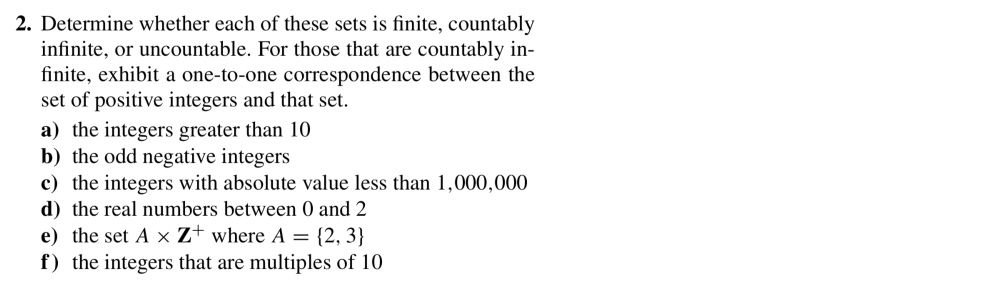 2. Determine whether each of these sets is finite, countably
infinite, or uncountable. For those that are countably in-
finite, exhibit a one-to-one correspondence between the
set of positive integers and that set.
a) the integers greater than 10
b) the odd negative integers
c) the integers with absolute value less than 1,000,000
d) the real numbers between 0 and 2
e) the set A × Z⁺ where A = {2, 3}
f) the integers that are multiples of 10